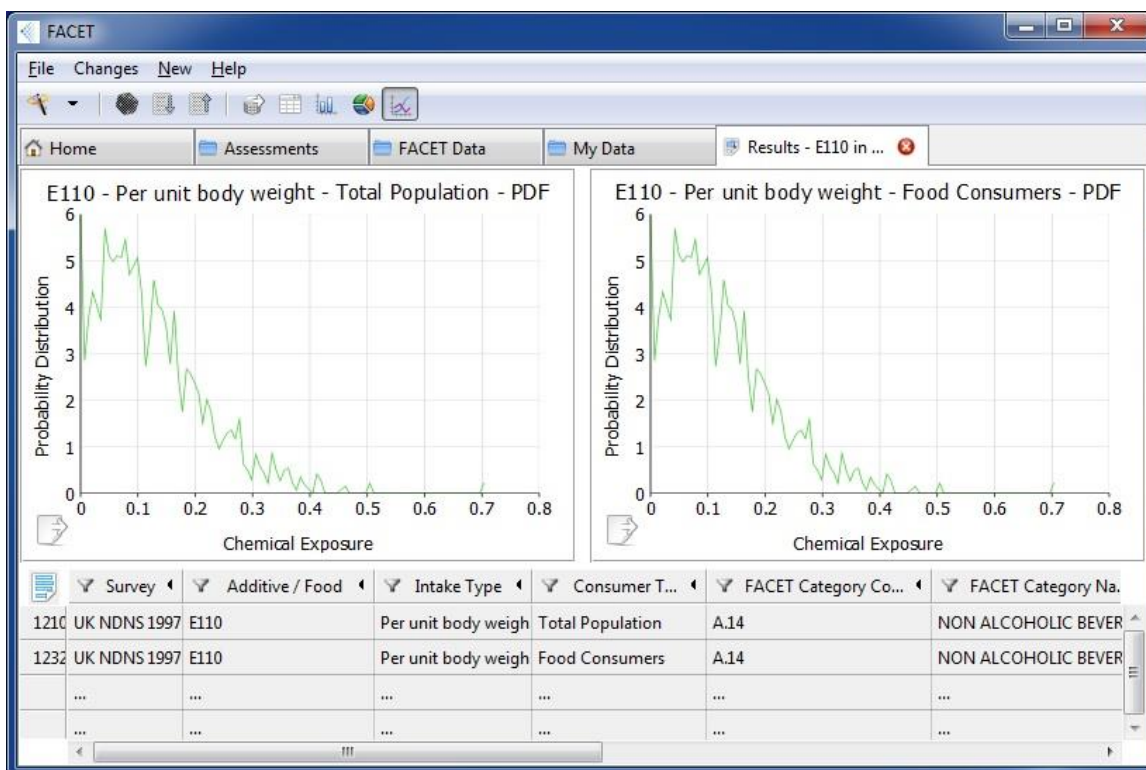 FACET
File Changes New Help
Home Assessments FACET Data My Data Results - E110 in ...
E110 - Per unit body weight - Total Population - PDF
6
5
4
3
2
1
0
Probability Distribution
0 0.1 0.2 0.3 0.4 0.5 0.6 0.7 0.8
Chemical Exposure
E110 - Per unit body weight - Food Consumers - PDF
6
5
4
3
2
1
0
Probability Distribution
0 0.1 0.2 0.3 0.4 0.5 0.6 0.7 0.8
Chemical Exposure
Survey Additive / Food Intake Type Consumer T... FACET Category Co... FACET Category Na.
1210 UK NDNS 1997 E110 Per unit body weigh Total Population A.14 NON ALCOHOLIC BEVER
1232 UK NDNS 1997 E110 Per unit body weigh Food Consumers A.14 NON ALCOHOLIC BEVER
... ... ... ... ... ...
... ... ... ... ... ...